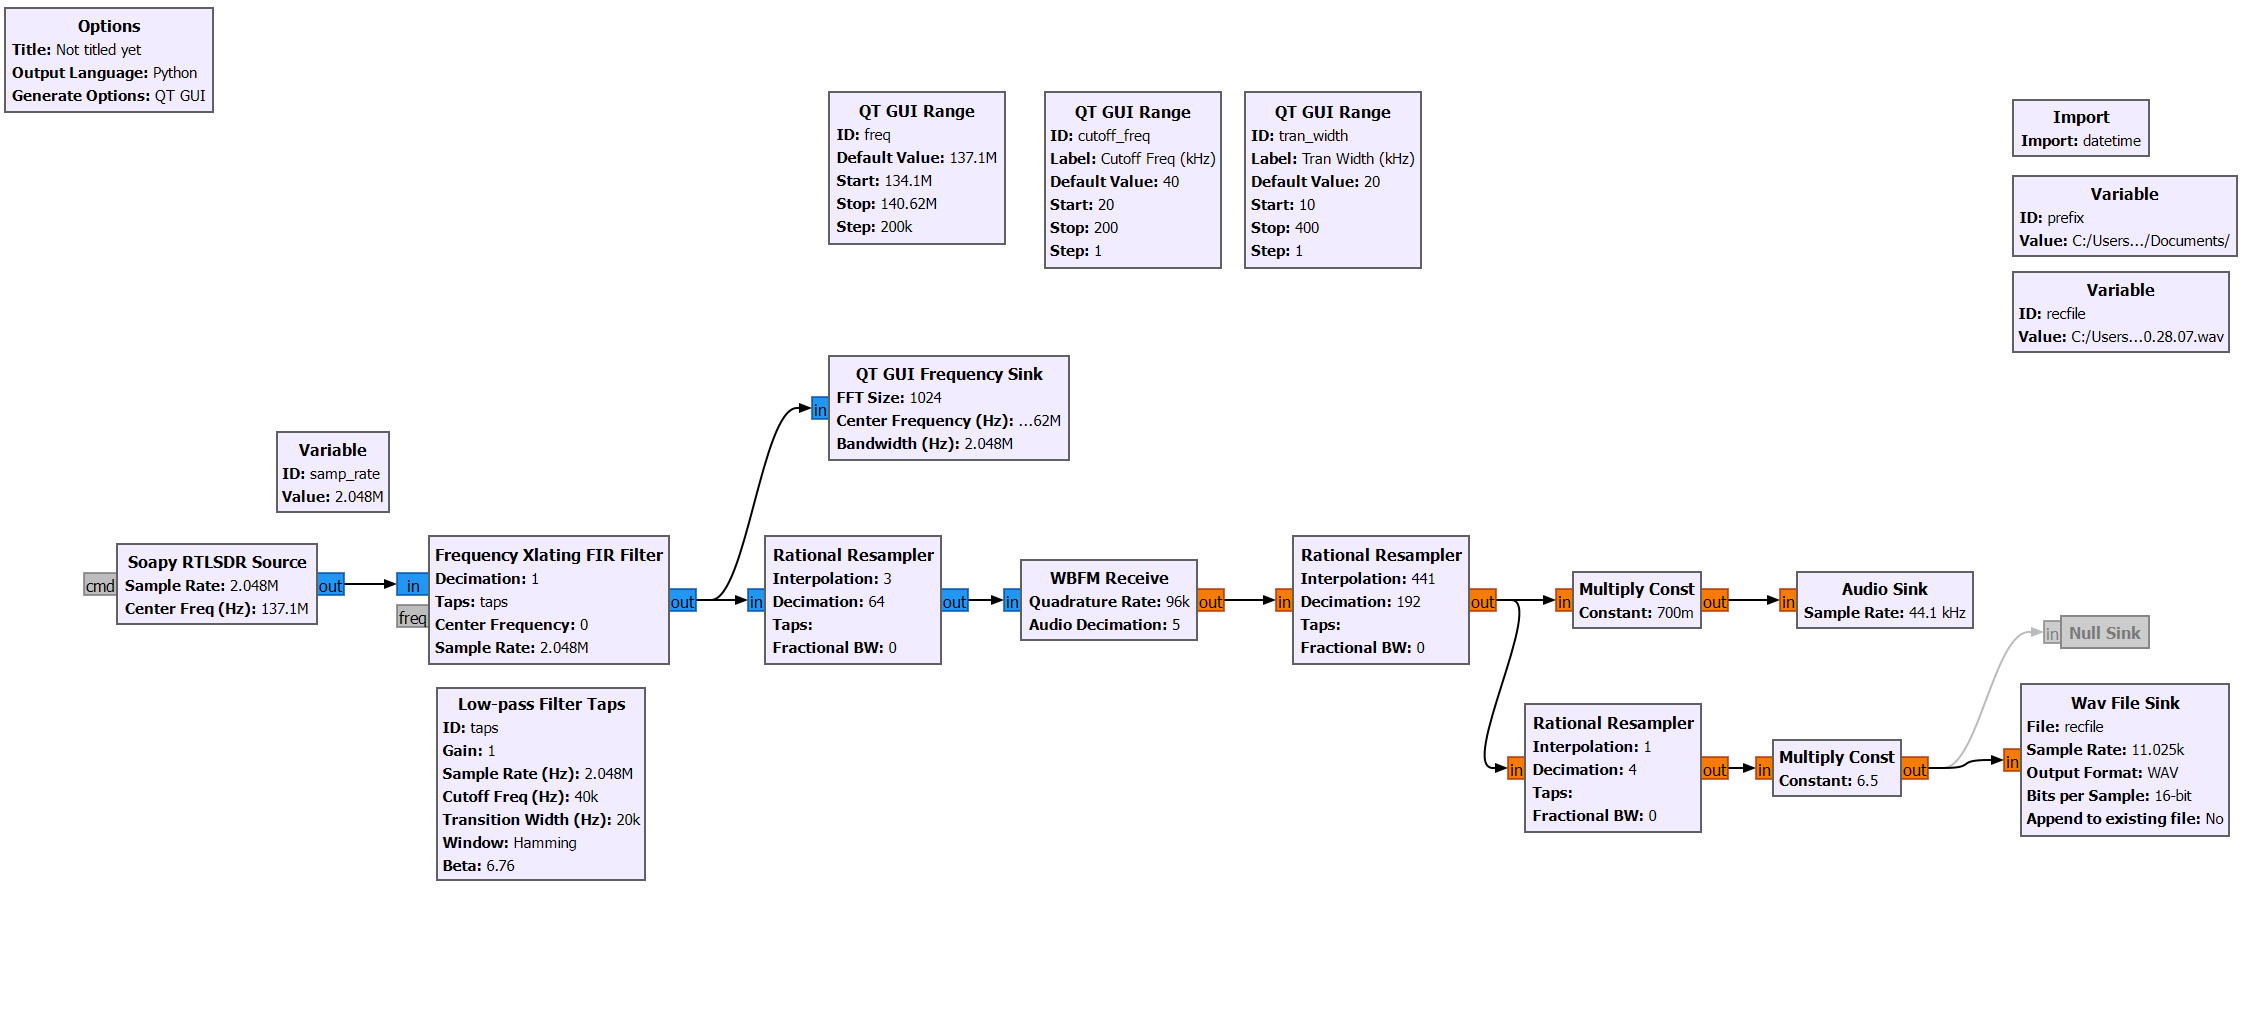 Options
Title: Not titled yet
Output Language: Python
Generate Options: QT GUI
QT GUI Range
ID: freq
Default Value: 137.1M
Start: 134.1M
Stop: 140.62M
Step: 200k
QT GUI Range
ID: cutoff_freq
Label: Cutoff Freq (kHz)
Default Value: 40
Start: 20
Stop: 200
Step: 1
QT GUI Range
ID: tran_width
Label: Tran Width (kHz)
Default Value: 20
Start: 10
Stop: 400
Step: 1
Import
Import: datetime
Variable
ID: prefix
Value: C:/Users.../Documents/
Variable
ID: recfile
Value: C:/Users...0.28.07.wav
QT GUI Frequency Sink
FFT Size: 1024
Center Frequency (Hz): ...62M
Bandwidth (Hz): 2.048M
in
Variable
ID: samp_rate
Value: 2.048M
Soapy RTLSDR Source
Sample Rate: 2.048M
Center Freq (Hz): 137.1M
cmd
out
Frequency Xlating FIR Filter
Decimation: 1
Taps: taps
Center Frequency: 0
Sample Rate: 2.048M
in
freq
out
Rational Resampler
Interpolation: 3
Decimation: 64
Taps:
Fractional BW: 0
in
out
WBFM Receive
Quadrature Rate: 96k
Audio Decimation: 5
in
out
Rational Resampler
Interpolation: 441
Decimation: 192
Taps:
Fractional BW: 0
in
out
Multiply Const
Constant: 700m
in
out
Audio Sink
Sample Rate: 44.1 kHz
in
Null Sink
in
Low-pass Filter Taps
ID: taps
Gain: 1
Sample Rate (Hz): 2.048M
Cutoff Freq (Hz): 40k
Transition Width (Hz): 20k
Window: Hamming
Beta: 6.76
Rational Resampler
Interpolation: 1
Decimation: 4
Taps:
Fractional BW: 0
in
out
Multiply Const
Constant: 6.5
in
out
Wav File Sink
File: recfile
Sample Rate: 11.025k
Output Format: WAV
Bits per Sample: 16-bit
Append to existing file: No
in